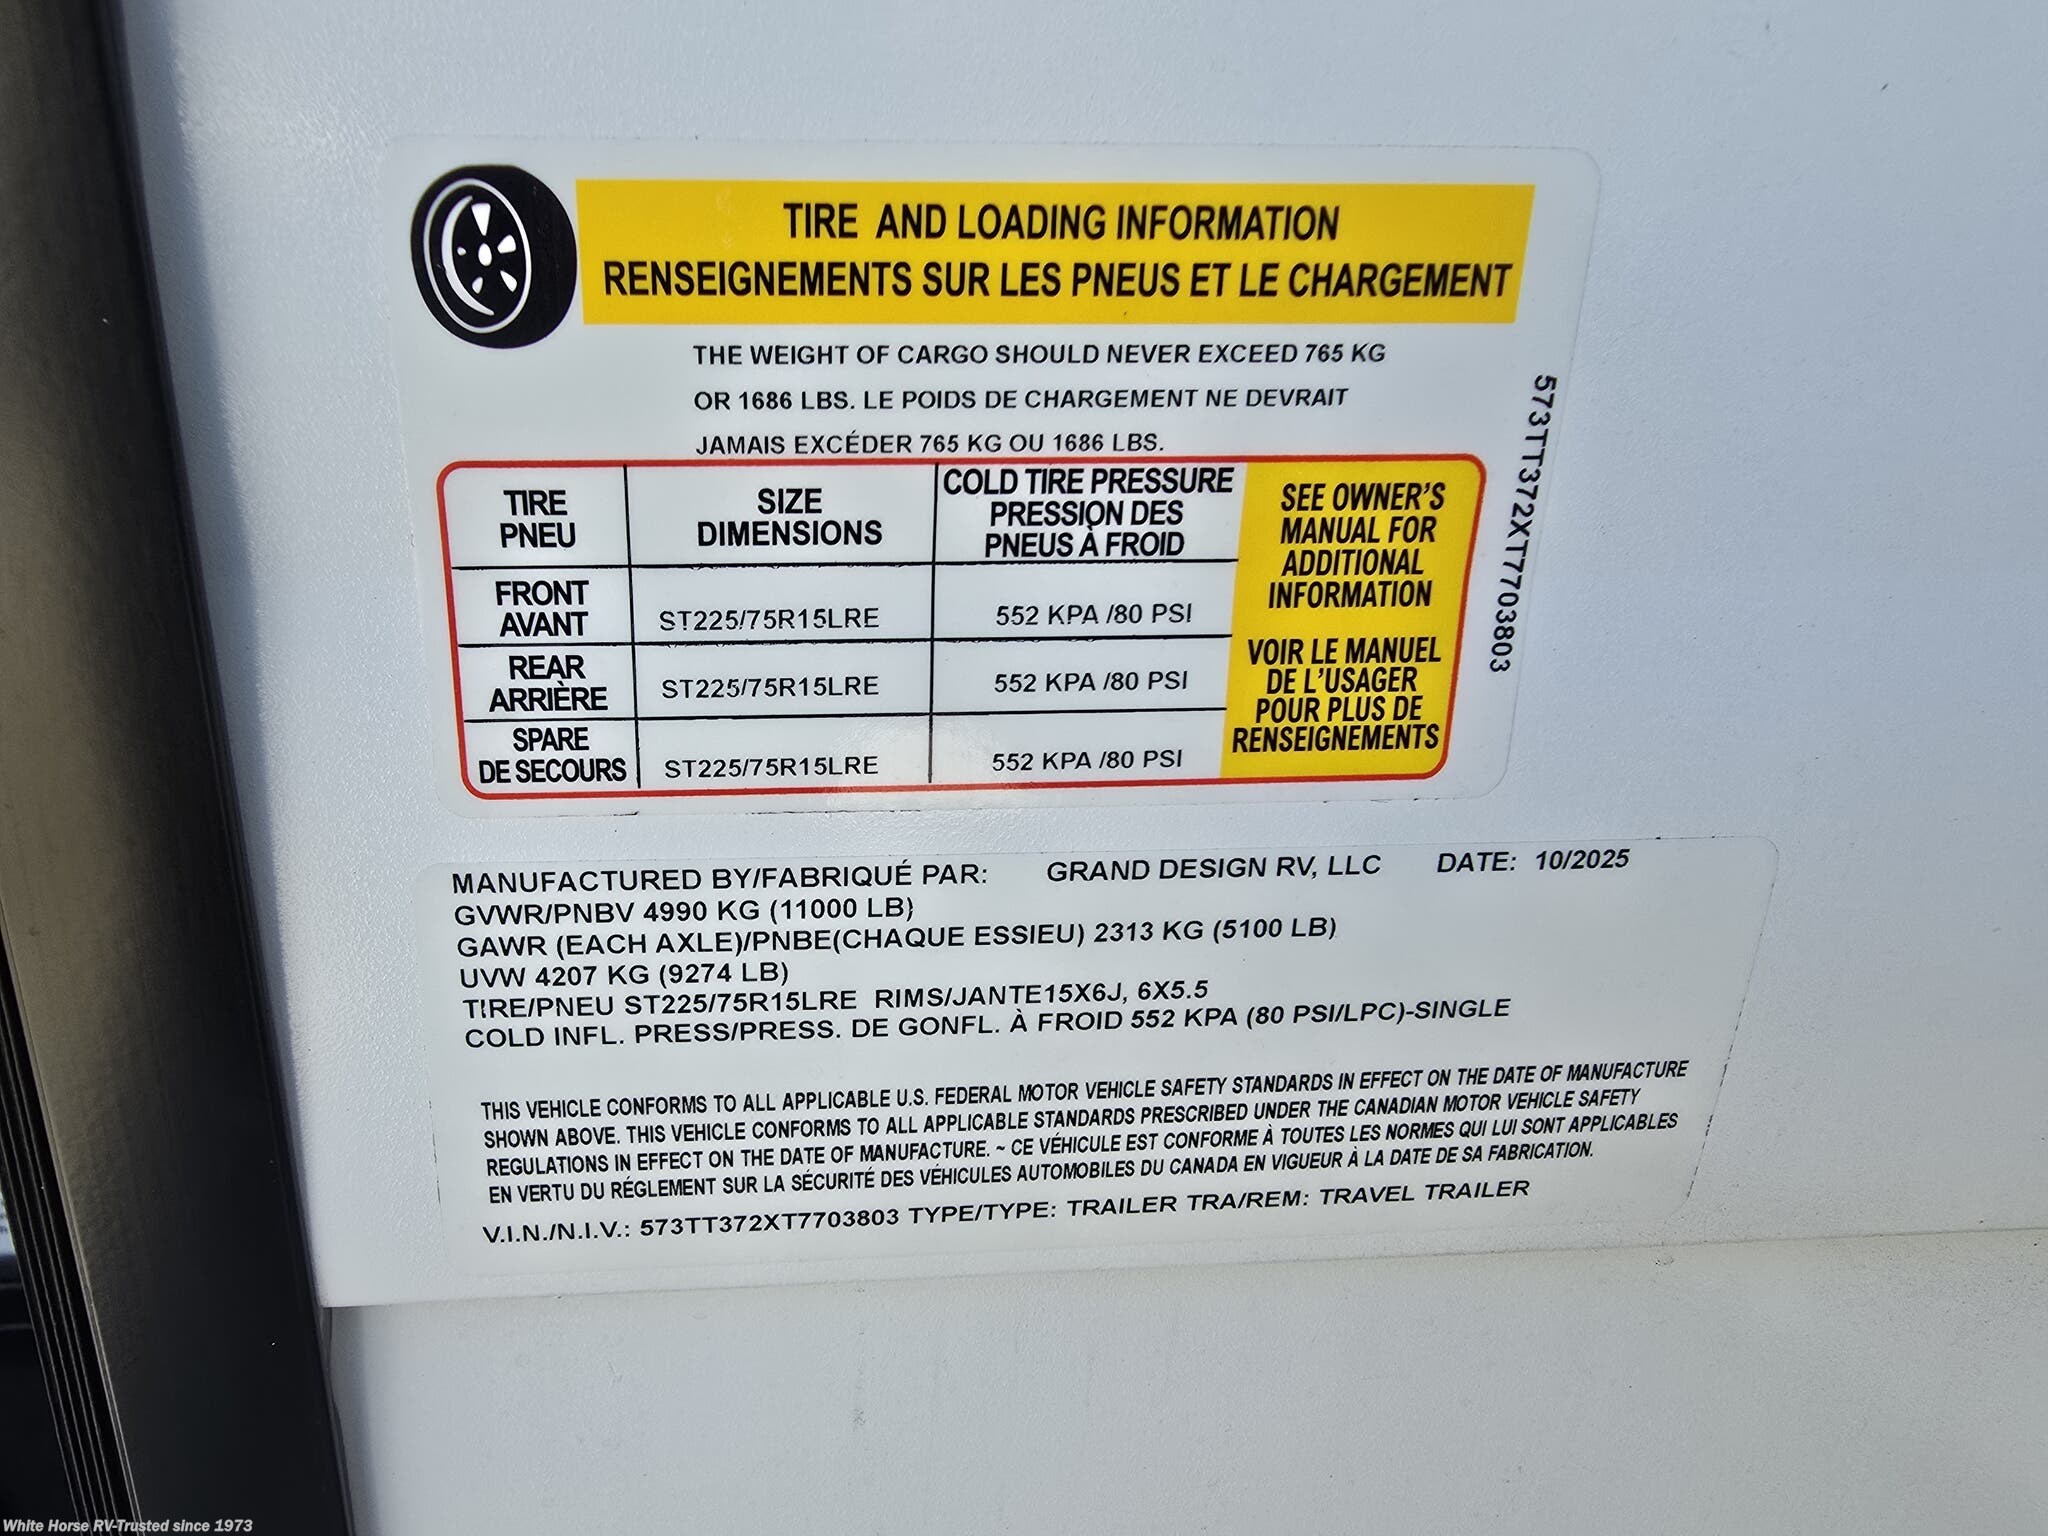 TIRE AND LOADING INFORMATION
RENSEIGNEMENTS SUR LES PNEUS ET LE CHARGEMENT
THE WEIGHT OF CARGO SHOULD NEVER EXCEED 765 KG
OR 1686 LBS. LE POIDS DE CHARGEMENT NE DEVRAIT
JAMAIS EXCÉDER 765 KG OU 1686 LBS.
TIRE
PNEU
SIZE
DIMENSIONS
COLD TIRE PRESSURE
PRESSION DES
PNEUS À FROID
FRONT
AVANT
ST225/75R15LRE
552 KPA /80 PSI
REAR
ARRIÈRE
ST225/75R15LRE
552 KPA /80 PSI
SPARE
DE SECOURS
ST225/75R15LRE
552 KPA /80 PSI
SEE OWNER'S
MANUAL FOR
ADDITIONAL
INFORMATION
VOIR LE MANUEL
DE L'USAGER
POUR PLUS DE
RENSEIGNEMENTS
573TT372XT7703803
MANUFACTURED BY/FABRIQUÉ PAR: GRAND DESIGN RV, LLC DATE: 10/2025
GVWR/PNBV 4990 KG (11000 LB)
GAWR (EACH AXLE)/PNBE(CHAQUE ESSIEU) 2313 KG (5100 LB)
UVW 4207 KG (9274 LB)
TIRE/PNEU ST225/75R15LRE RIMS/JANTE15X6J, 6X5.5
COLD INFL. PRESS/PRESS. DE GONFL. À FROID 552 KPA (80 PSI/LPC)-SINGLE
THIS VEHICLE CONFORMS TO ALL APPLICABLE U.S. FEDERAL MOTOR VEHICLE SAFETY STANDARDS IN EFFECT ON THE DATE OF MANUFACTURE
SHOWN ABOVE. THIS VEHICLE CONFORMS TO ALL APPLICABLE STANDARDS PRESCRIBED UNDER THE CANADIAN MOTOR VEHICLE SAFETY
REGULATIONS IN EFFECT ON THE DATE OF MANUFACTURE. ~ CE VÉHICULE EST CONFORME À TOUTES LES NORMES QUI LUI SONT APPLICABLES
EN VERTU DU RÉGLEMENT SUR LA SÉCURITÉ DES VÉHICULES AUTOMOBILES DU CANADA EN VIGUEUR À LA DATE DE SA FABRICATION.
V.I.N./N.I.V.: 573TT372XT7703803 TYPE/TYPE: TRAILER TRA/REM: TRAVEL TRAILER
White Horse RV-Trusted since 1973